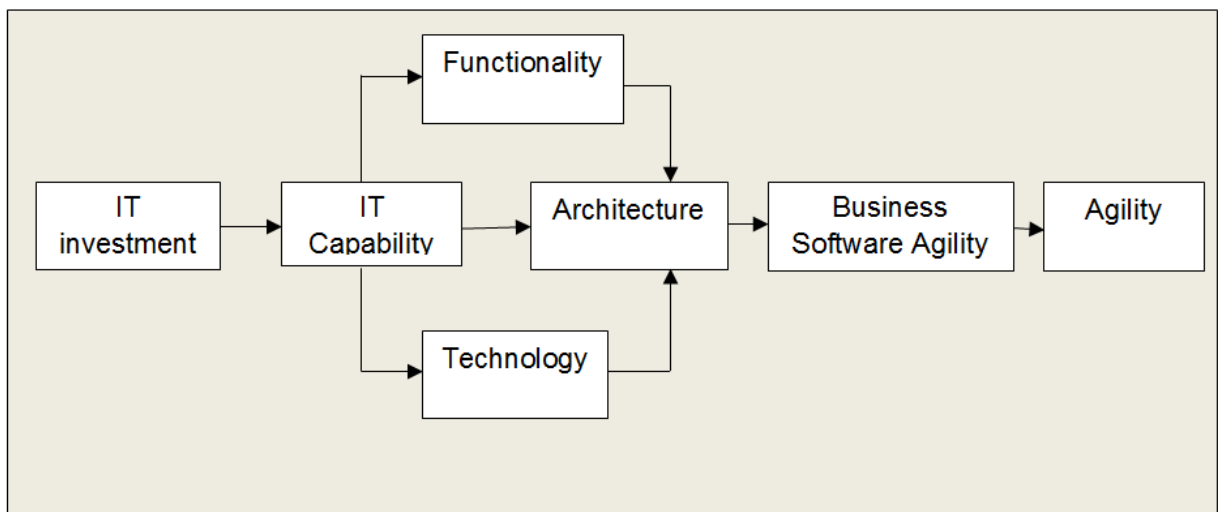 Functionality
IT
investment
IT
Capability
Architecture
Business
Software Agility
Agility
Technology